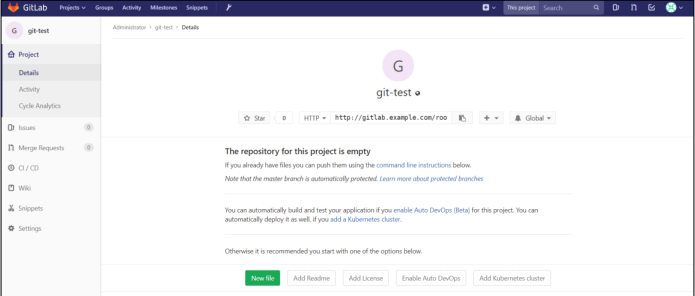 GitLab Projects Groups Activity Milestones Snippets This project Search
G git-test
Administrator › git-test › Details
Project
Details
Activity
Cycle Analytics
Issues 0
Merge Requests 0
CI / CD
Wiki
Snippets
Settings
G
git-test
Star 0 HTTP http://gitlab.example.com/roo + Global
The repository for this project is empty
If you already have files you can push them using the command line instructions below.
Note that the master branch is automatically protected. Learn more about protected branches
You can automatically build and test your application if you enable Auto DevOps (Beta) for this project. You can
automatically deploy it as well, if you add a Kubernetes cluster.
Otherwise it is recommended you start with one of the options below.
New file Add Readme Add License Enable Auto DevOps Add Kubernetes cluster